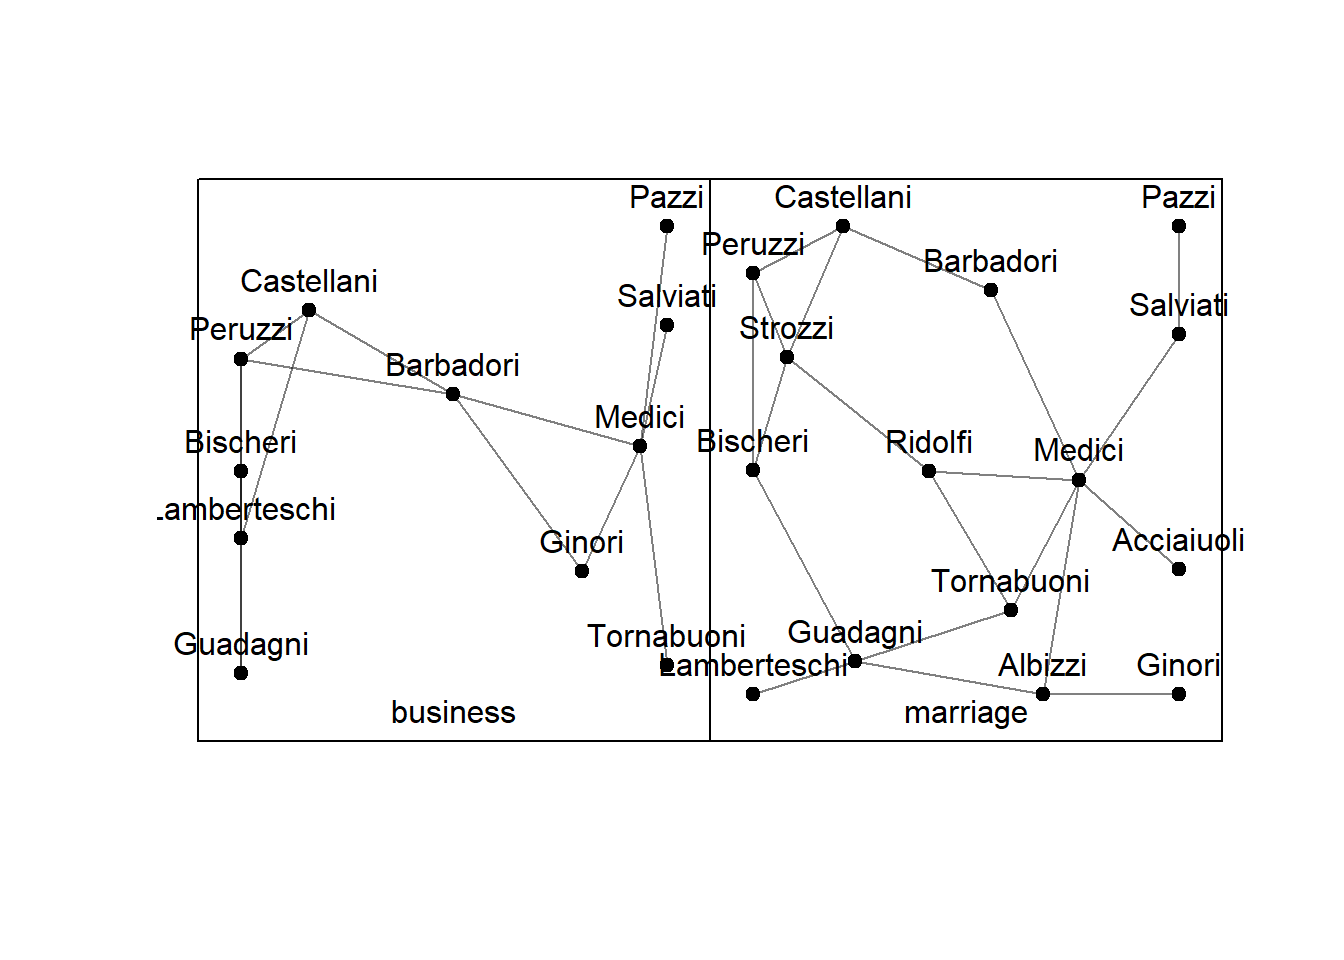 Pazzi
Castellani
Salviati
Peruzzi
Barbadori
Medici
Bischeri
Lamberteschi
Ginori
Guadagni
Tornabuoni
business
Castellani
Pazzi
Peruzzi
Barbadori
Salviati
Strozzi
Bischeri
Ridolfi
Medici
Acciaiuoli
Tornabuoni
Guadagni
Lamberteschi
Albizzi
Ginori
marriage